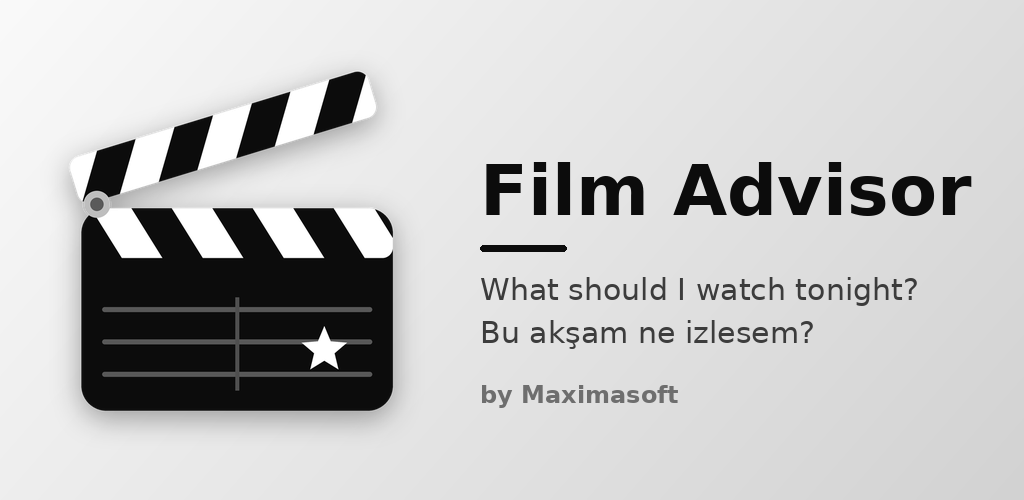 Film Advisor
What should I watch tonight?
Bu akşam ne izlesem?
by Maximasoft